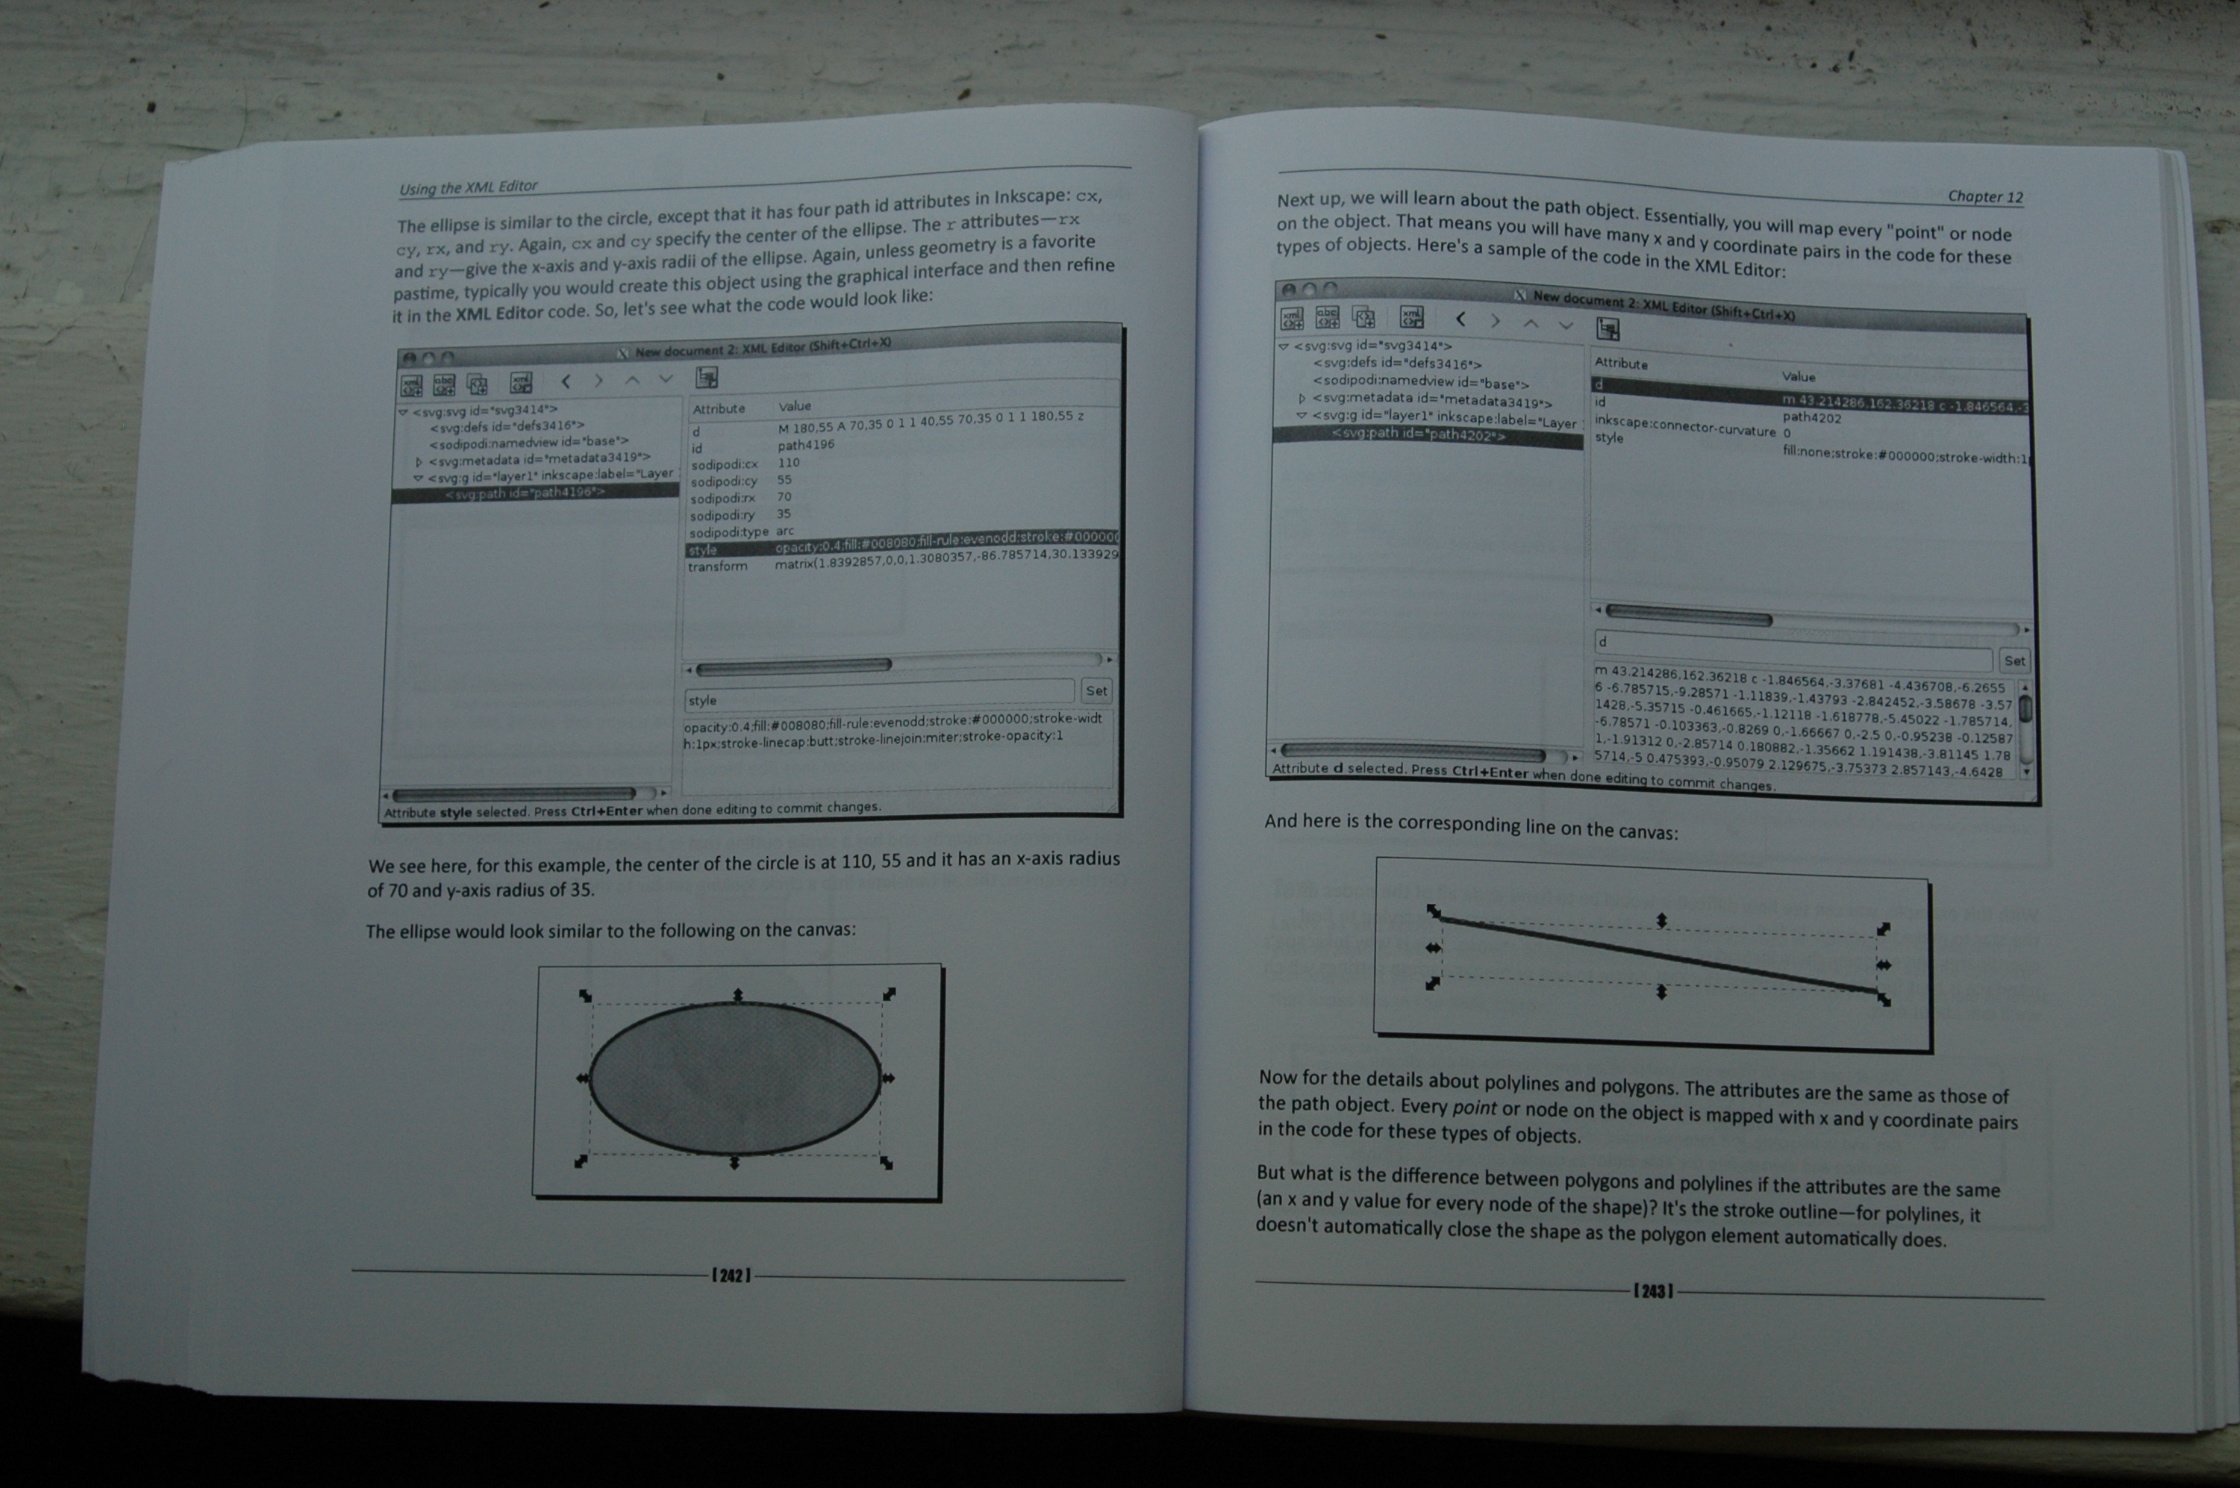 Using the XML Editor
The ellipse is similar to the circle, except that it has four path id attributes in Inkscape: cx,
cy, rx, and ry. Again, cx and cy specify the center of the ellipse. The r attributes—rx
and ry—give the x-axis and y-axis radii of the ellipse. Again, unless geometry is a favorite
pastime, typically you would create this object using the graphical interface and then refine
it in the XML Editor code. So, let's see what the code would look like:
New document 2: XML Editor (Shift+Ctrl+X)
<svg:svg id="svg3414">
<svg:defs id="defs3416">
<sodipodi:namedview id="base">
<svg:metadata id="metadata3419">
<svg:g id="layer1" inkscape:label="Layer
<svg:path id="path4196">
Attribute Value
d M 180,55 A 70,35 0 1 1 40,55 70,35 0 1 1 180,55 z
id path4196
sodipodi:cx 110
sodipodi:cy 55
sodipodi:rx 70
sodipodi:ry 35
sodipodi:type arc
style opacity:0.4;fill:#008080;fill-rule:evenodd;stroke:#000000
transform matrix(1.8392857,0,0,1.3080357,-86.785714,30.133929
style
Set
opacity:0.4;fill:#008080;fill-rule:evenodd;stroke:#000000;stroke-widt
h:1px;stroke-linecap:butt;stroke-linejoin:miter;stroke-opacity:1
Attribute style selected. Press Ctrl+Enter when done editing to commit changes.
We see here, for this example, the center of the circle is at 110, 55 and it has an x-axis radius
of 70 and y-axis radius of 35.
The ellipse would look similar to the following on the canvas:
[ 242 ]
Chapter 12
Next up, we will learn about the path object. Essentially, you will map every "point" or node
on the object. That means you will have many x and y coordinate pairs in the code for these
types of objects. Here's a sample of the code in the XML Editor:
New document 2: XML Editor (Shift+Ctrl+X)
<svg:svg id="svg3414">
<svg:defs id="defs3416">
<sodipodi:namedview id="base">
<svg:metadata id="metadata3419">
<svg:g id="layer1" inkscape:label="Layer
<svg:path id="path4202">
Attribute Value
d m 43.214286,162.36218 c -1.846564,-3
id path4202
inkscape:connector-curvature 0
style fill:none;stroke:#000000;stroke-width:1
d
Set
m 43.214286,162.36218 c -1.846564,-3.37681 -4.436708,-6.2655
6 -6.785715,-9.28571 -1.11839,-1.43793 -2.842452,-3.58678 -3.57
1428,-5.35715 -0.461665,-1.12118 -1.618778,-5.45022 -1.785714,
-6.78571 -0.103363,-0.8269 0,-1.66667 0,-2.5 0,-0.95238 -0.12587
1,-1.91312 0,-2.85714 0.180882,-1.35662 1.191438,-3.81145 1.78
5714,-5 0.475393,-0.95079 2.129675,-3.75373 2.857143,-4.6428
Attribute d selected. Press Ctrl+Enter when done editing to commit changes.
And here is the corresponding line on the canvas:
Now for the details about polylines and polygons. The attributes are the same as those of
the path object. Every point or node on the object is mapped with x and y coordinate pairs
in the code for these types of objects.
But what is the difference between polygons and polylines if the attributes are the same
(an x and y value for every node of the shape)? It's the stroke outline—for polylines, it
doesn't automatically close the shape as the polygon element automatically does.
[ 243 ]